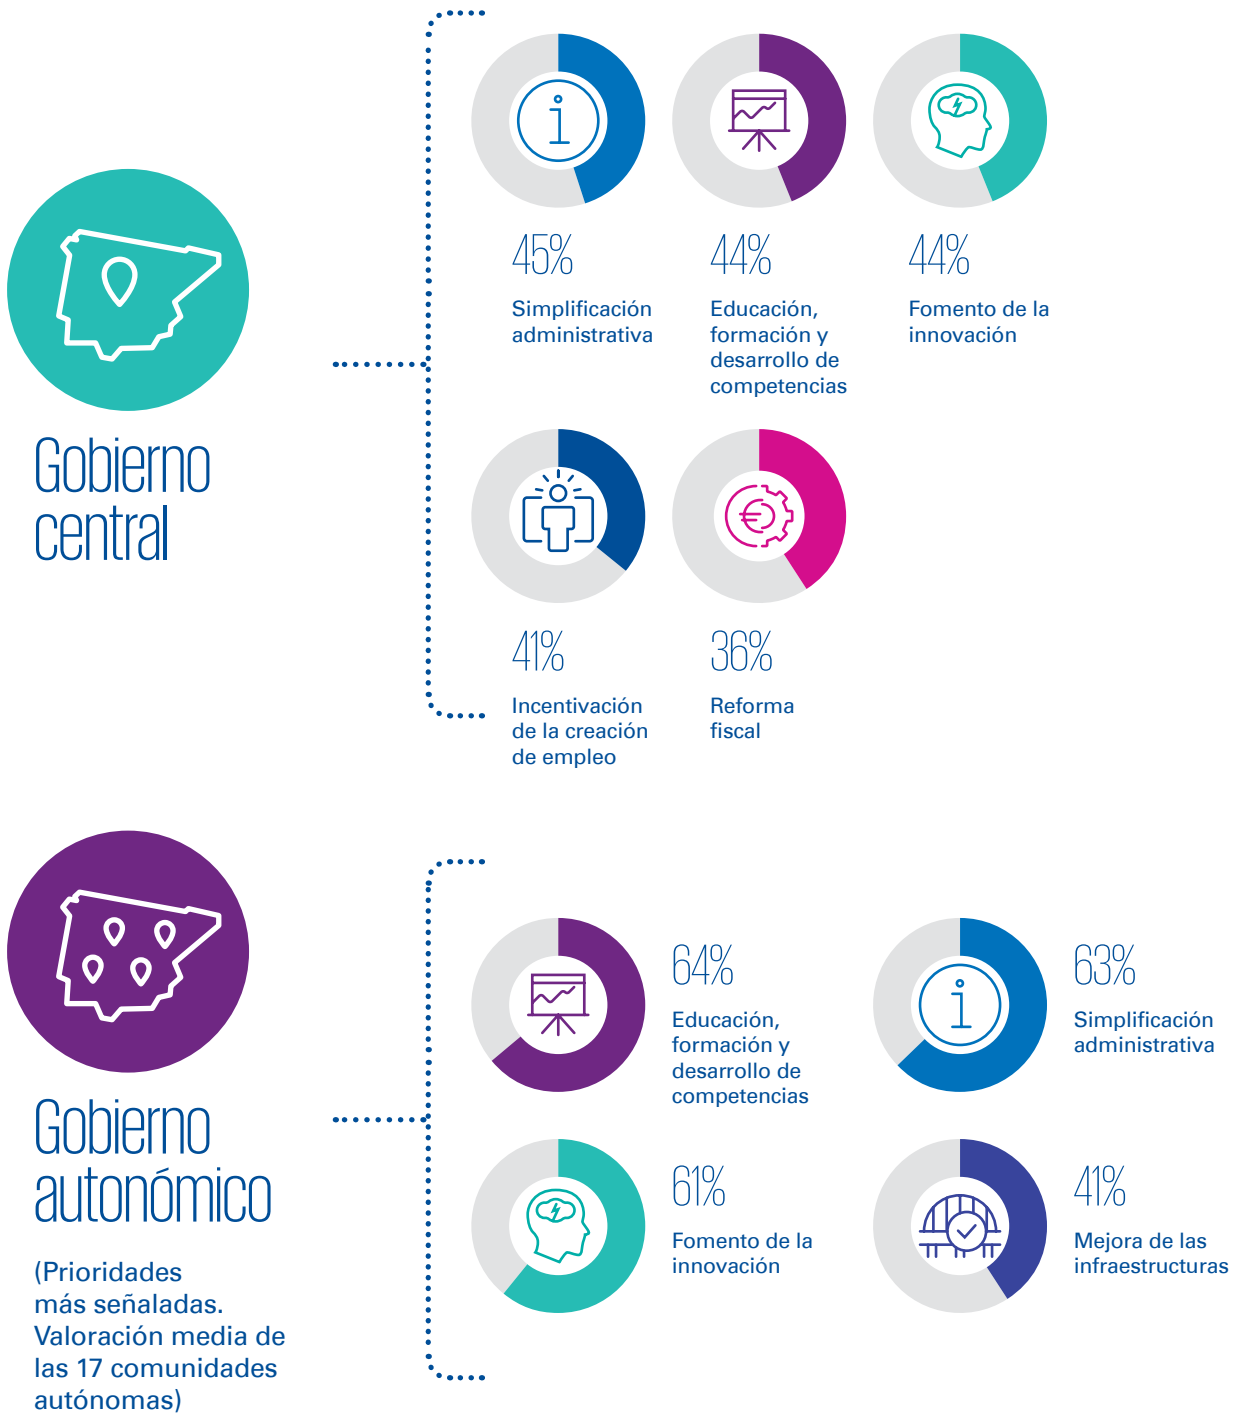 Gobierno
central
45%
Simplificación
administrativa
44%
Educación,
formación y
desarrollo de
competencias
44%
Fomento de la
innovación
41%
Incentivación
de la creación
de empleo
36%
Reforma
fiscal
Gobierno
autonómico
(Prioridades
más señaladas.
Valoración media de
las 17 comunidades
autónomas)
64%
Educación,
formación y
desarrollo de
competencias
63%
Simplificación
administrativa
61%
Fomento de la
innovación
41%
Mejora de las
infraestructuras